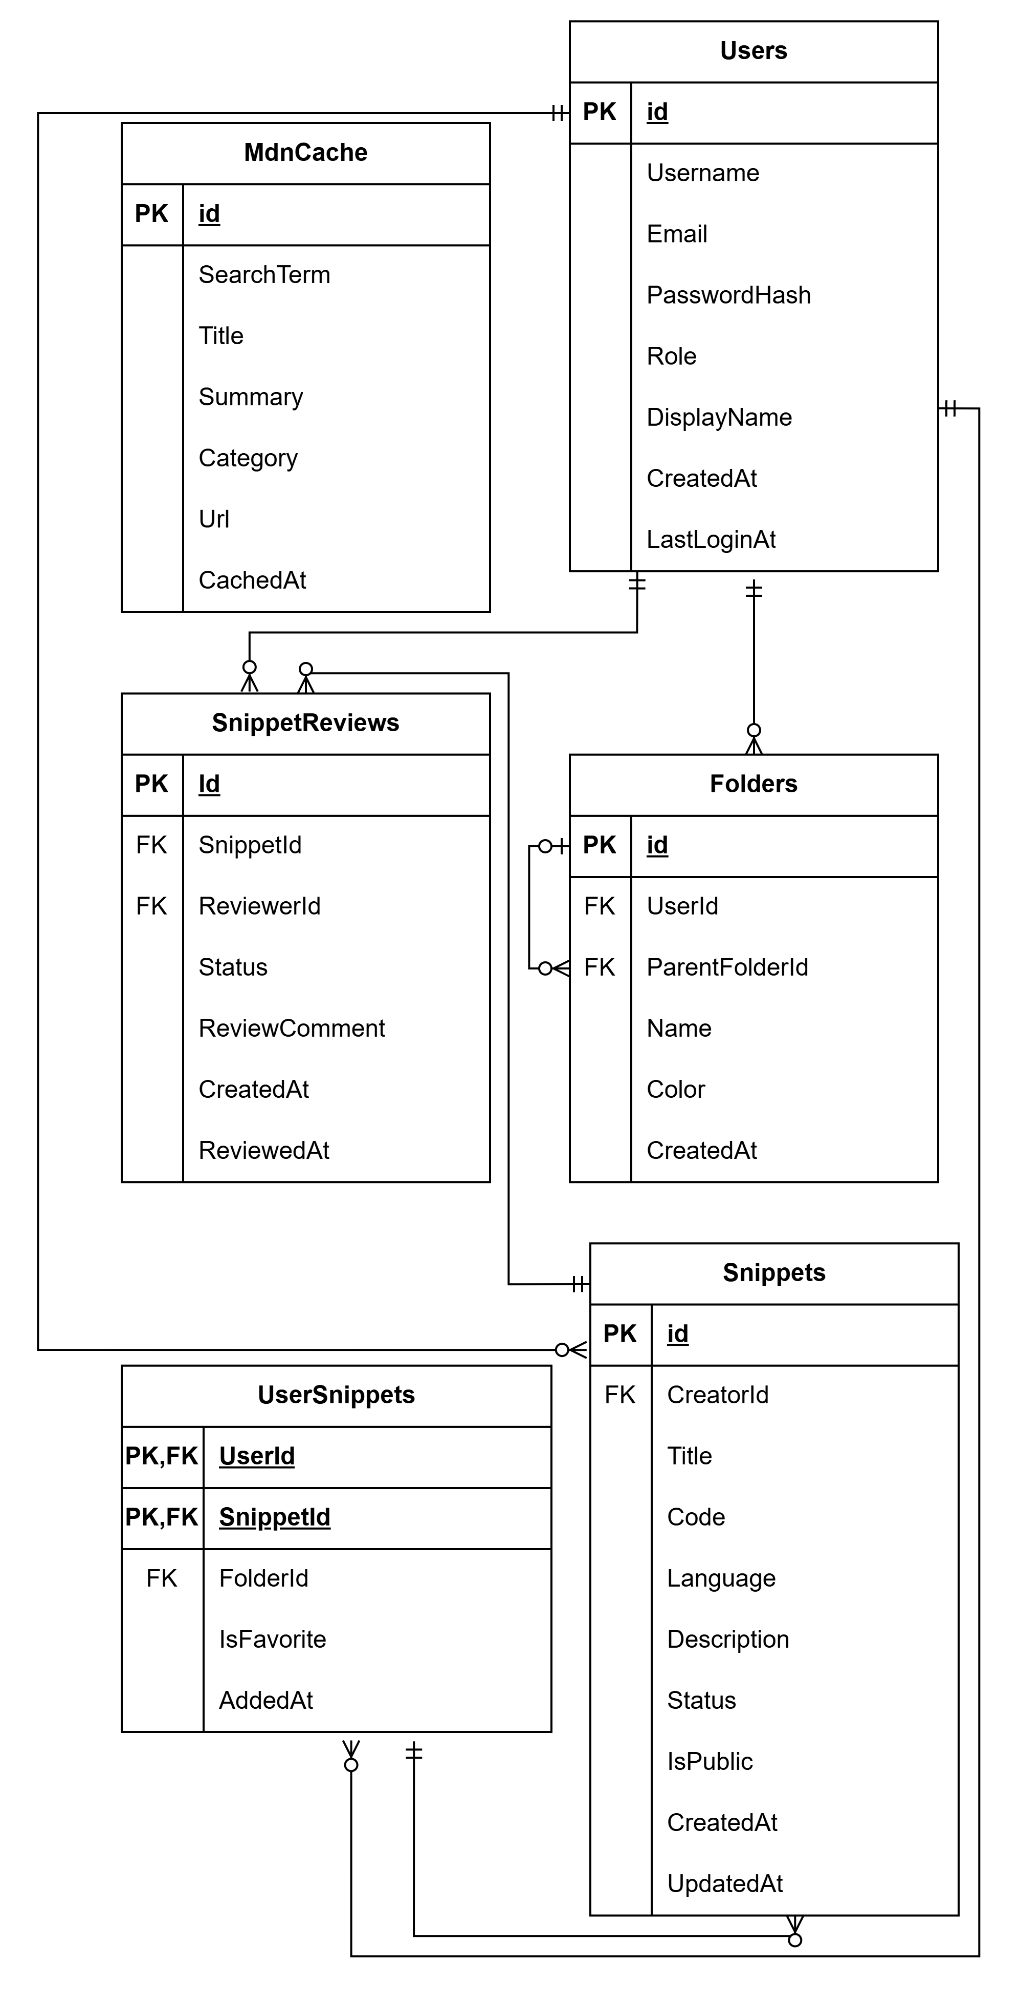 Users
PK id
Username
Email
PasswordHash
Role
DisplayName
CreatedAt
LastLoginAt
MdnCache
PK id
SearchTerm
Title
Summary
Category
Url
CachedAt
SnippetReviews
PK Id
FK SnippetId
FK ReviewerId
Status
ReviewComment
CreatedAt
ReviewedAt
Folders
PK id
FK UserId
FK ParentFolderId
Name
Color
CreatedAt
Snippets
PK id
FK CreatorId
Title
Code
Language
Description
Status
IsPublic
CreatedAt
UpdatedAt
UserSnippets
PK,FK UserId
PK,FK SnippetId
FK FolderId
IsFavorite
AddedAt